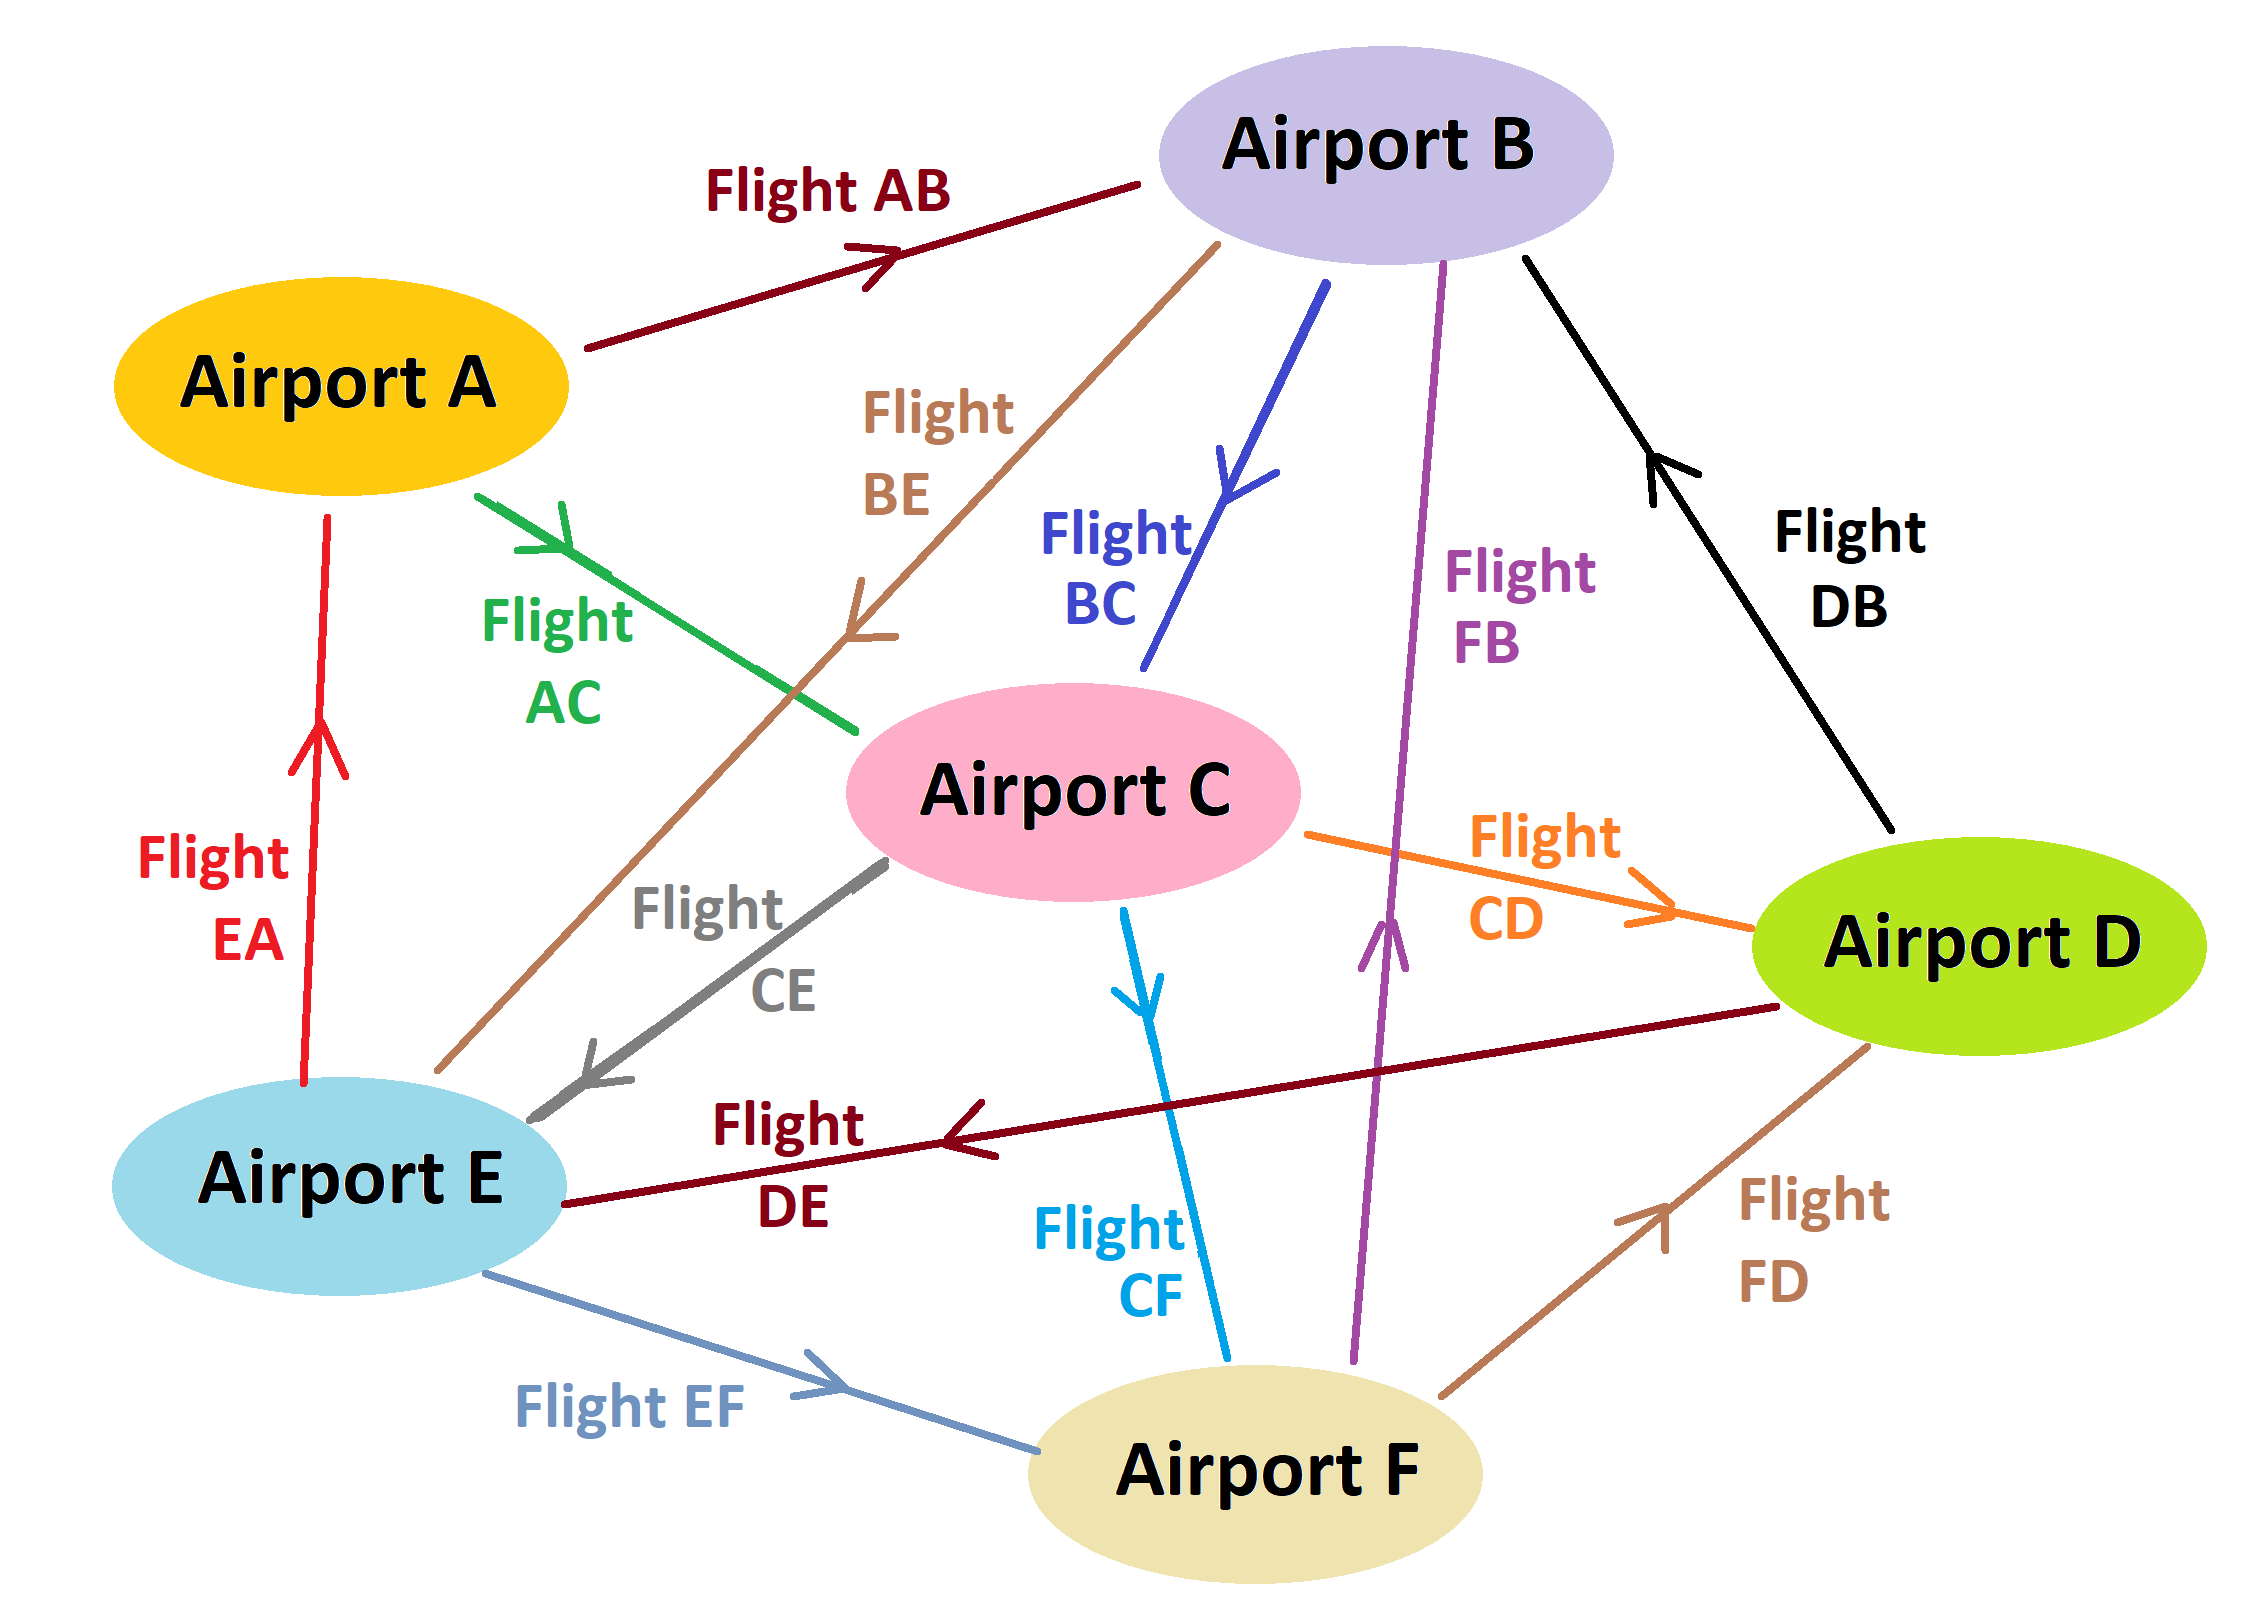 Airport B
Flight AB
Airport A
Flight
BE
Flight
BC
Flight
FB
Flight
DB
Flight
AC
Airport C
Flight
CD
Flight
EA
Flight
CE
Airport D
Flight
DE
Airport E
Flight
CF
Flight
FD
Flight EF
Airport F